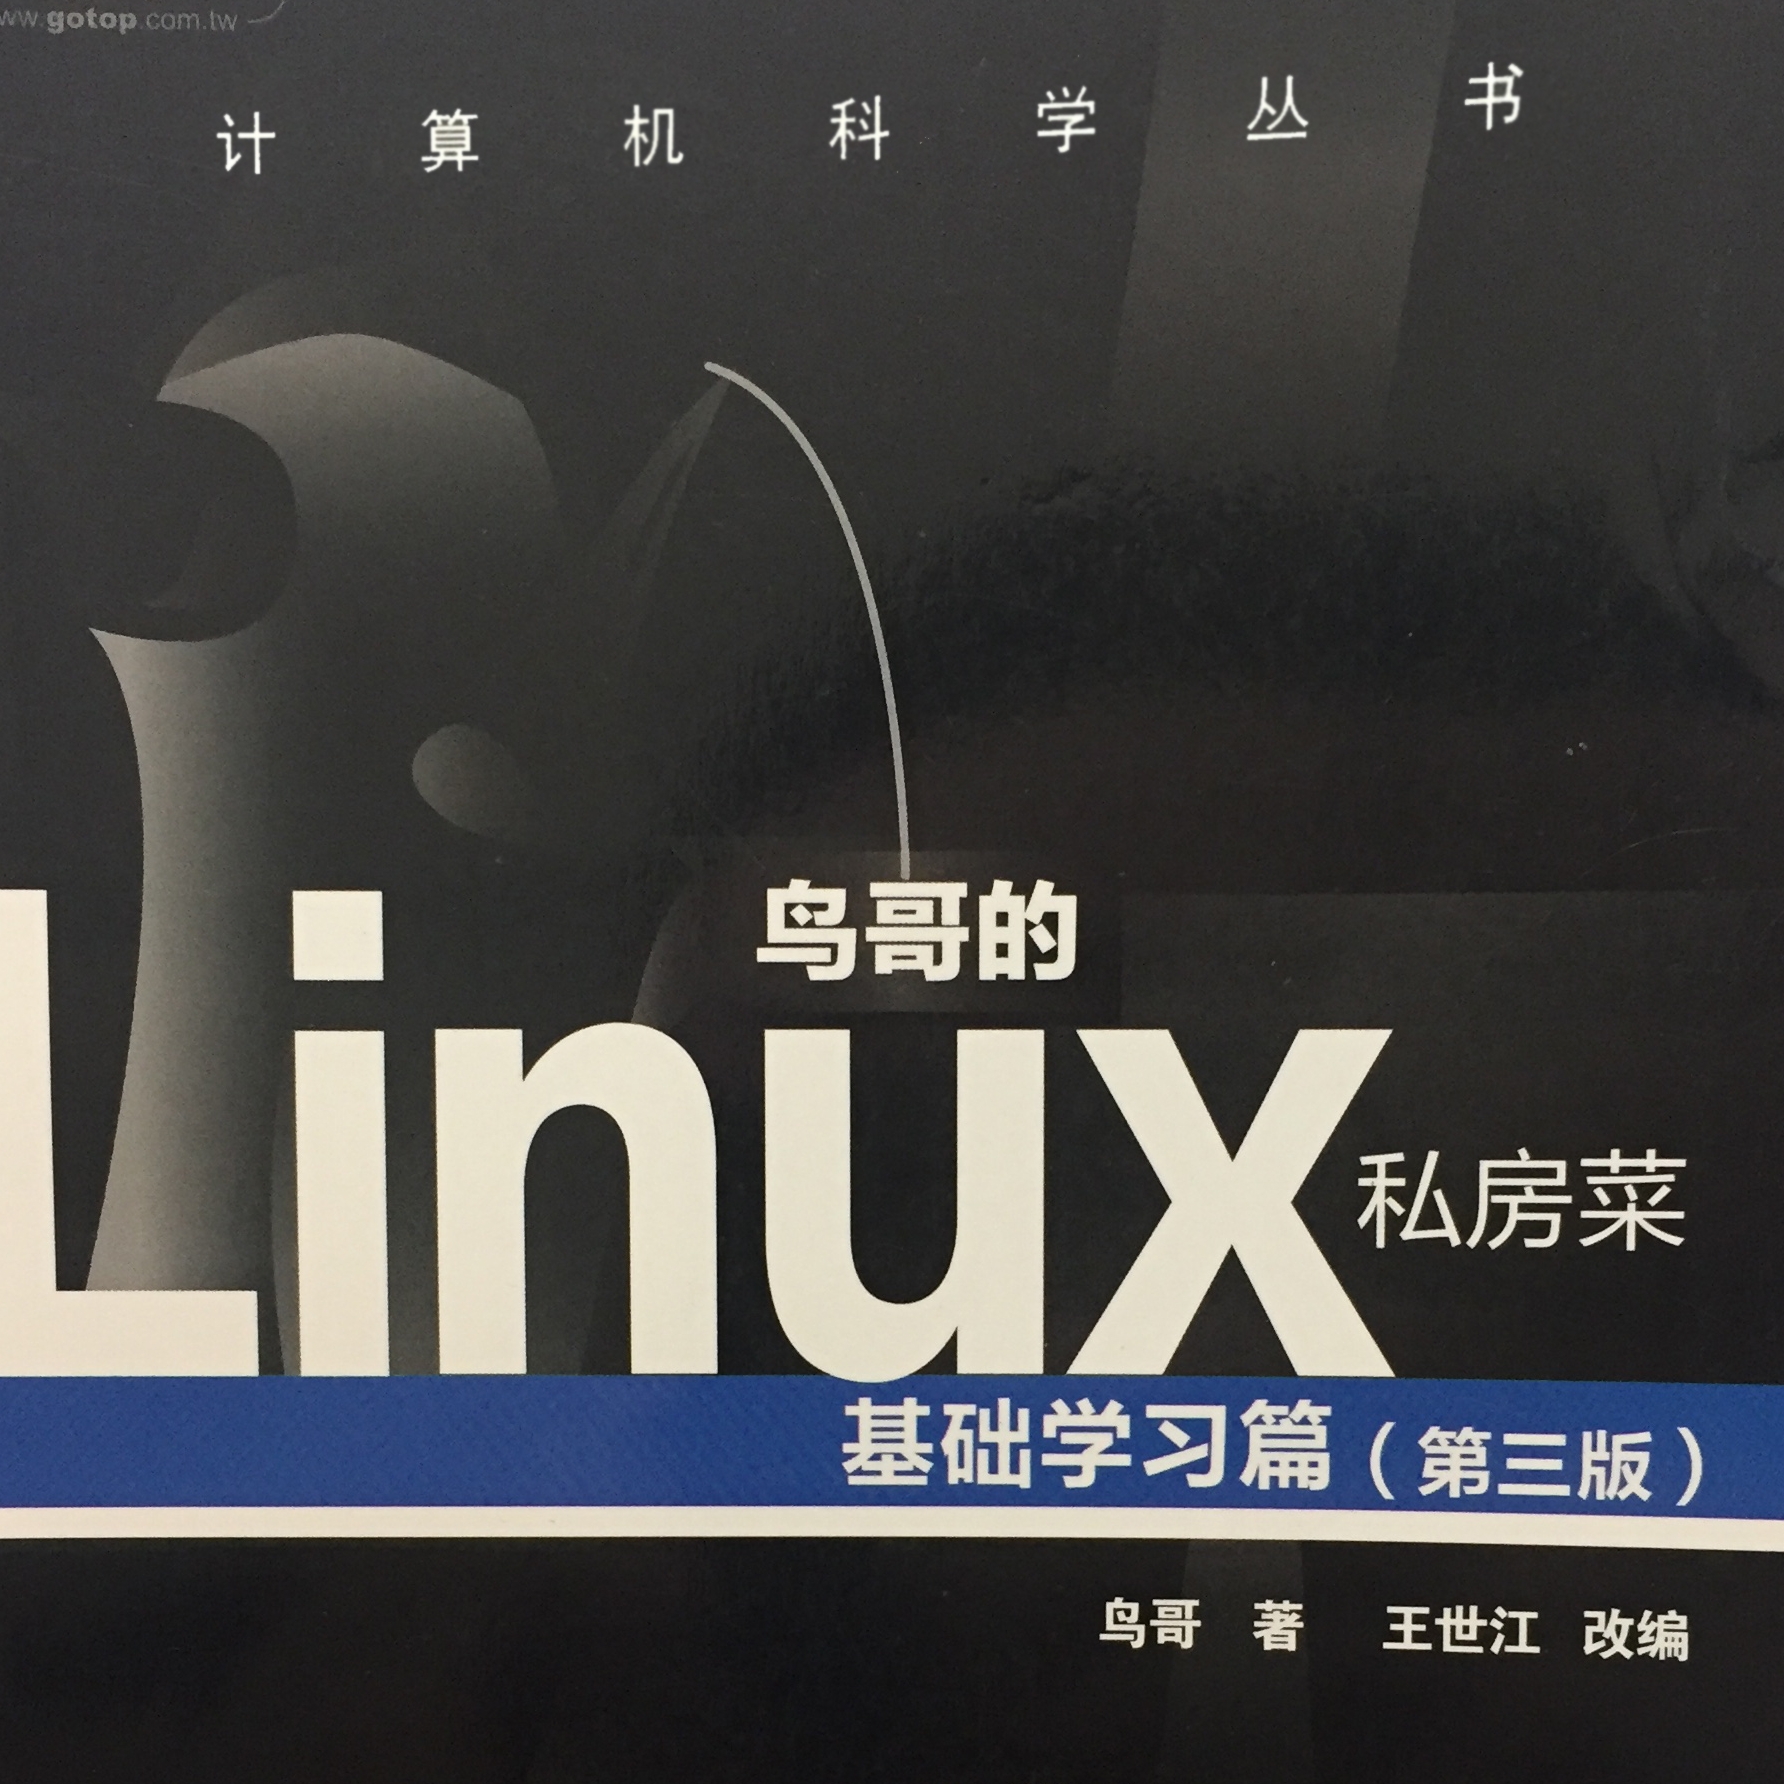 www.gotop.com.tw
计算机科学丛书
鸟哥的
Linux 私房菜
基础学习篇（第三版）
鸟哥 著 王世江 改编